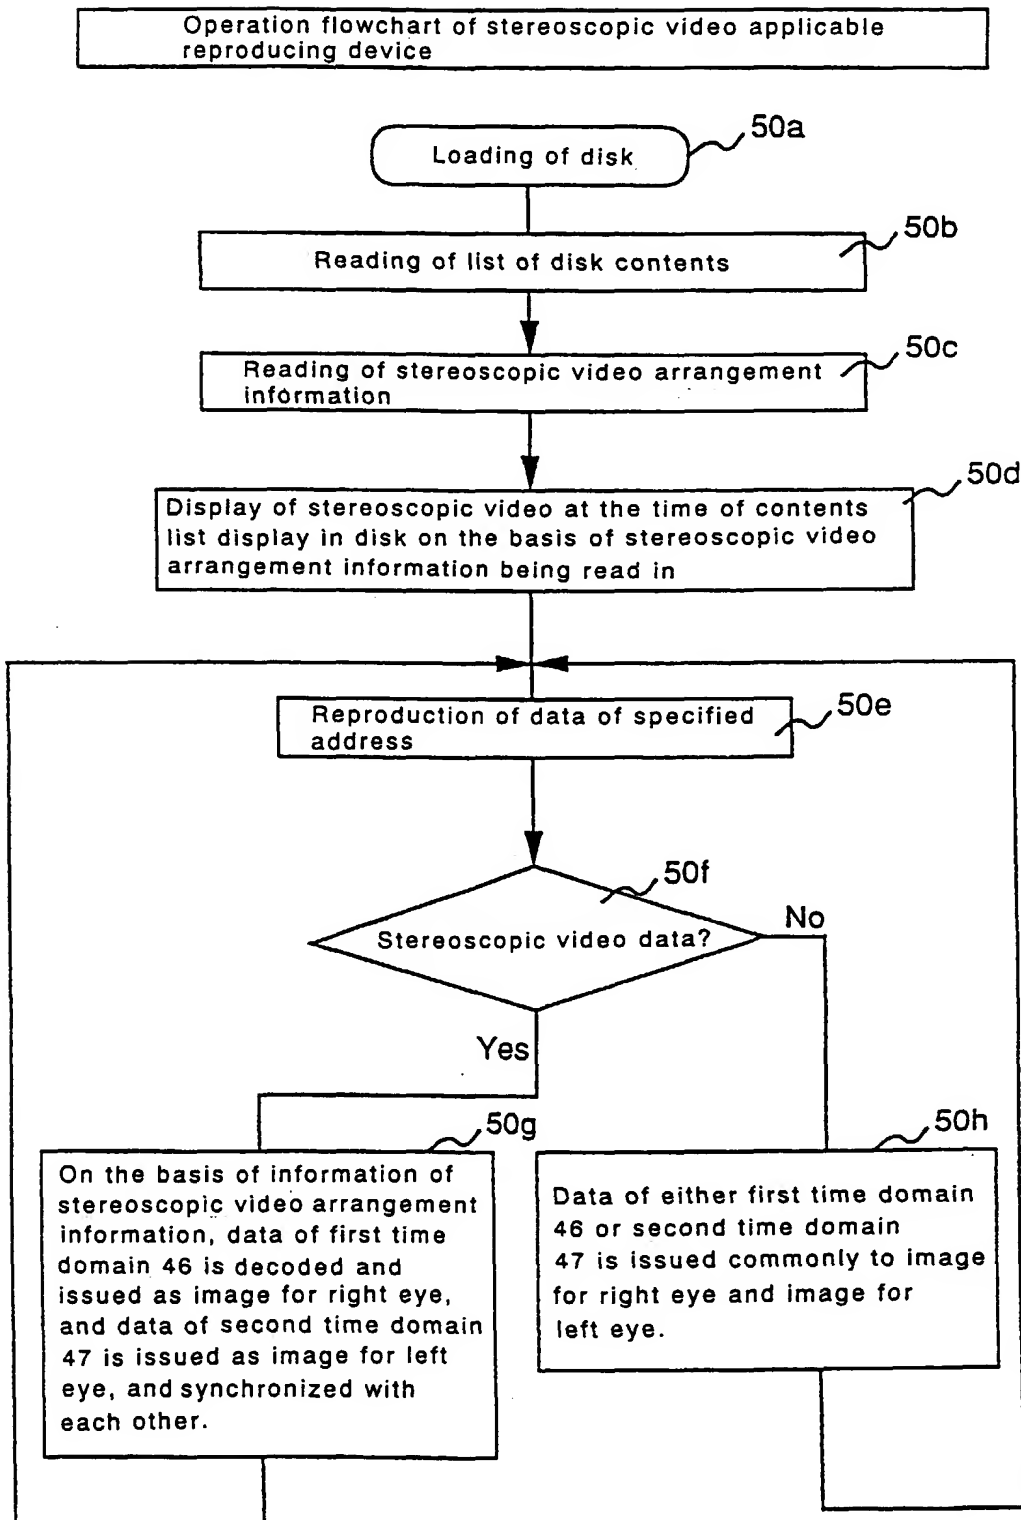 Operation flowchart of stereoscopic video applicable
reproducing device
50a
Loading of disk
50b
Reading of list of disk contents
50c
Reading of stereoscopic video arrangement
information
50d
Display of stereoscopic video at the time of contents
list display in disk on the basis of stereoscopic video
arrangement information being read in
50e
Reproduction of data of specified
address
50f
Stereoscopic video data?
No
Yes
50g
On the basis of information of
stereoscopic video arrangement
information, data of first time
domain 46 is decoded and
issued as image for right eye,
and data of second time domain
47 is issued as image for left
eye, and synchronized with
each other.
50h
Data of either first time domain
46 or second time domain
47 is issued commonly to image
for right eye and image for
left eye.